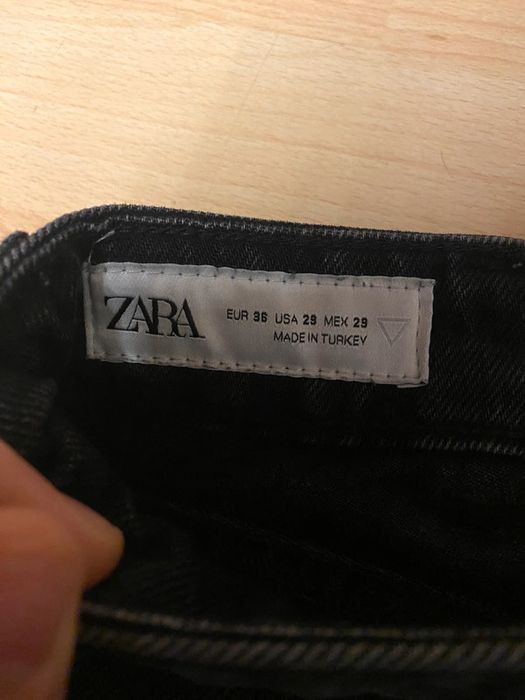 ZARA
EUR 36 USA 29 MEX 29
MADE IN TURKEY